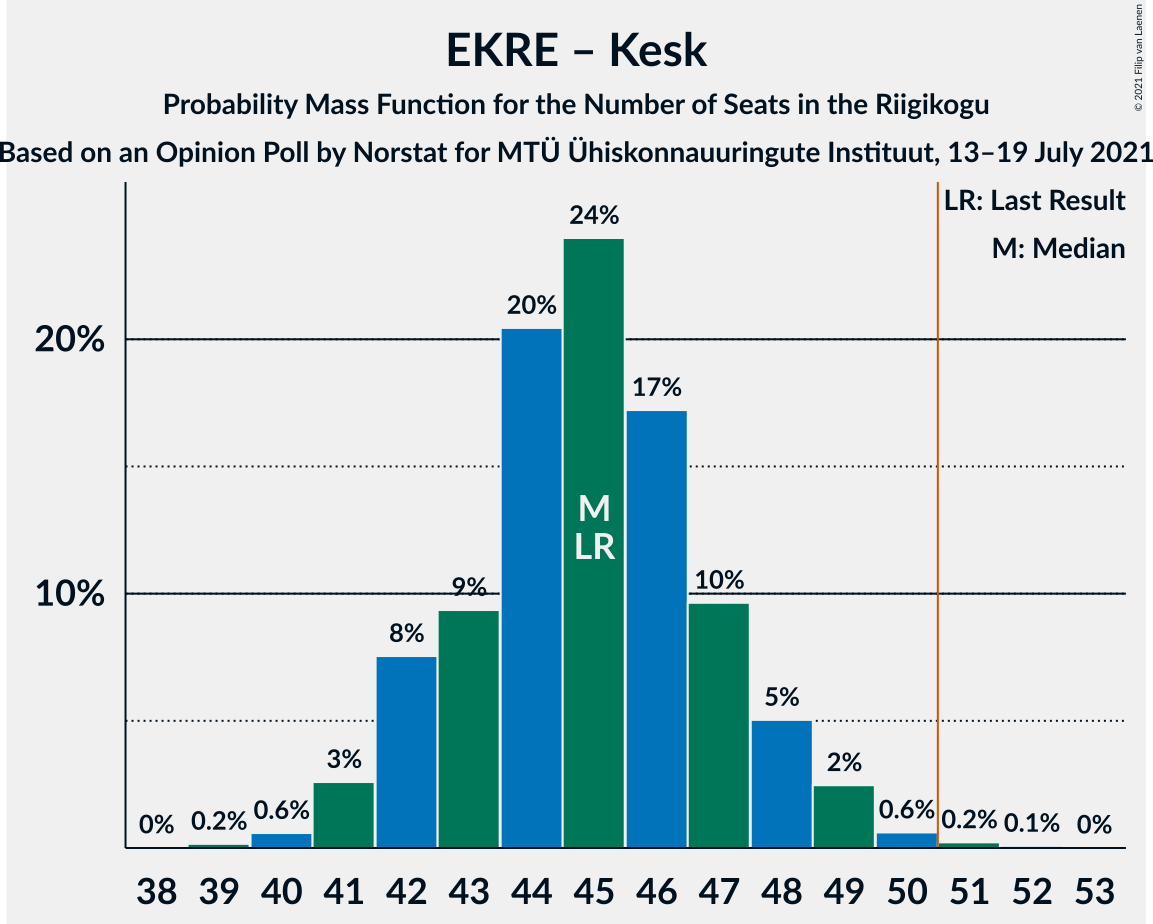 EKRE – Kesk
Probability Mass Function for the Number of Seats in the Riigikogu
Based on an Opinion Poll by Norstat for MTÜ Ühiskonnauuringute Instituut, 13–19 July 2021
© 2021 Filip van Laenen
LR: Last Result
M: Median
24%
20%
20%
17%
M
LR
10%
9%
10%
8%
5%
3%
2%
0% 0.2% 0.6% 0.6% 0.2% 0.1% 0%
38 39 40 41 42 43 44 45 46 47 48 49 50 51 52 53